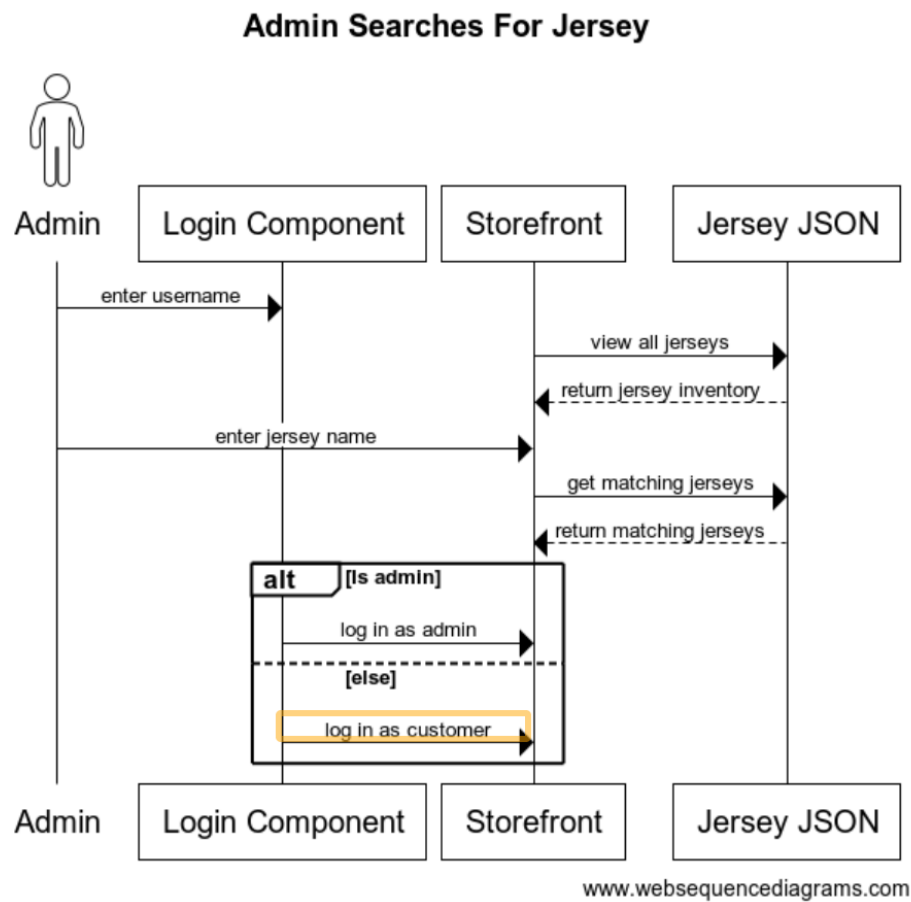 Admin Searches For Jersey
Admin
Login Component
Storefront
Jersey JSON
enter username
view all jerseys
return jersey inventory
enter jersey name
get matching jerseys
return matching jerseys
alt [Is admin]
log in as admin
[else]
log in as customer
Admin
Login Component
Storefront
Jersey JSON
www.websequencediagrams.com